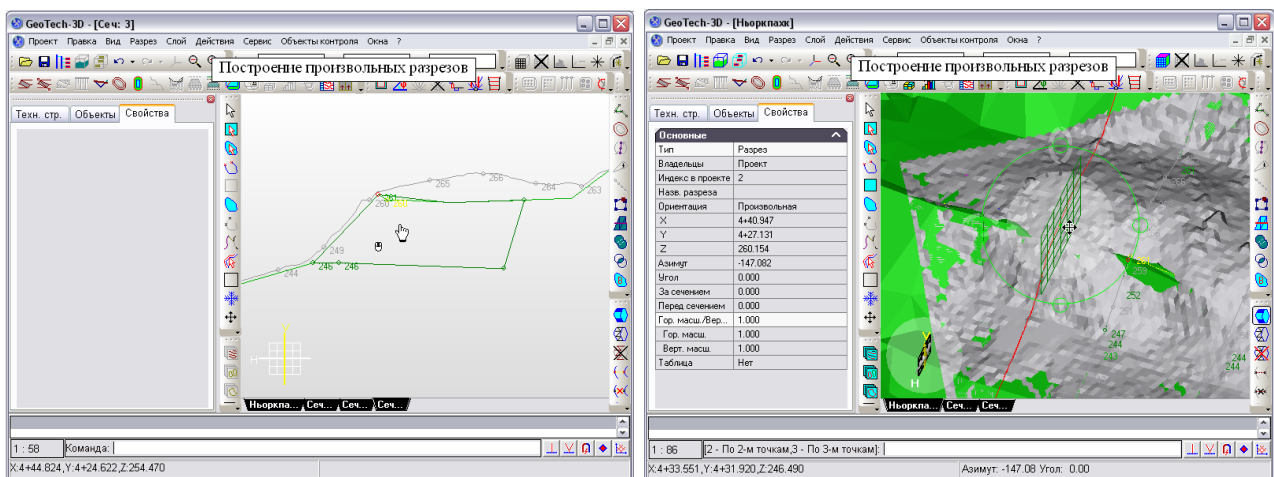 GeoTech-3D - [Сеч: 3]
Проект Правка Вид Разрез Слой Действия Сервис Объекты контроля Окна ?
Построение произвольных разрезов
Техн. стр. Объекты Свойства
265
266
264
263
260
261
249
244
246 246
H
Ньоркпа... Сеч... Сеч... Сеч...
1 : 58 Команда:
X:4+44.824,Y:4+24.622,Z:254.470
GeoTech-3D - [Ньоркпахк]
Проект Правка Вид Разрез Слой Действия Сервис Объекты контроля Окна ?
Построение произвольных разрезов
Техн. стр. Объекты Свойства
Основные
Тип Разрез
Владельцы Проект
Индекс в проекте 2
Назв. разреза
Ориентация Произвольная
X 4+40.947
Y 4+27.131
Z 260.154
Азимут -147.082
Угол 0.000
За сечением 0.000
Перед сечением 0.000
Гор. масш./Вер... 1.000
Гор. масш. 1.000
Верт. масш. 1.000
Таблица Нет
266
261
259
252
247
244
243
244
244
Y
H
Ньоркпа... Сеч... Сеч...
1 : 86 [2 - По 2-м точкам,3 - По 3-м точкам]:
X:4+33.551,Y:4+31.920,Z:246.490 Азимут: -147.08 Угол: 0.00